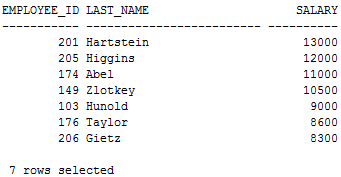 EMPLOYEE_ID LAST_NAME                 SALARY
----------- ------------------------- ----------
        201 Hartstein                 13000
        205 Higgins                   12000
        174 Abel                      11000
        149 Zlotkey                   10500
        103 Hunold                    9000
        176 Taylor                    8600
        206 Gietz                     8300
7 rows selected